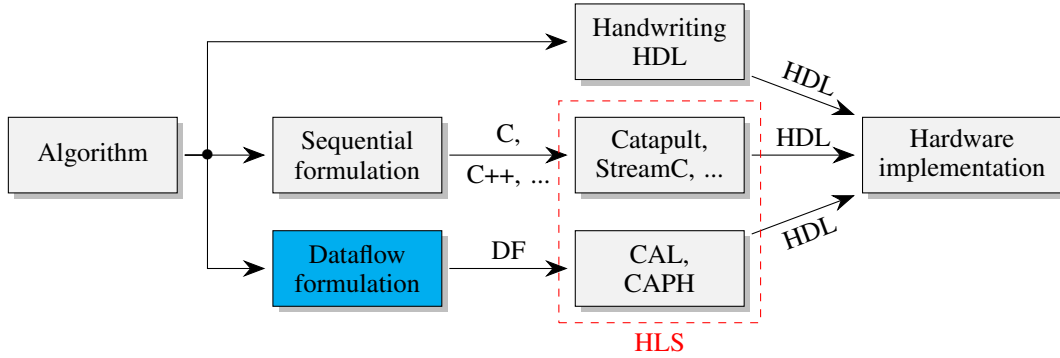 Handwriting
HDL
HDL
Algorithm
Sequential
formulation
C,
C++, ...
Catapult,
StreamC, ...
HDL
Hardware
implementation
Dataflow
formulation
DF
CAL,
CAPH
HDL
HLS